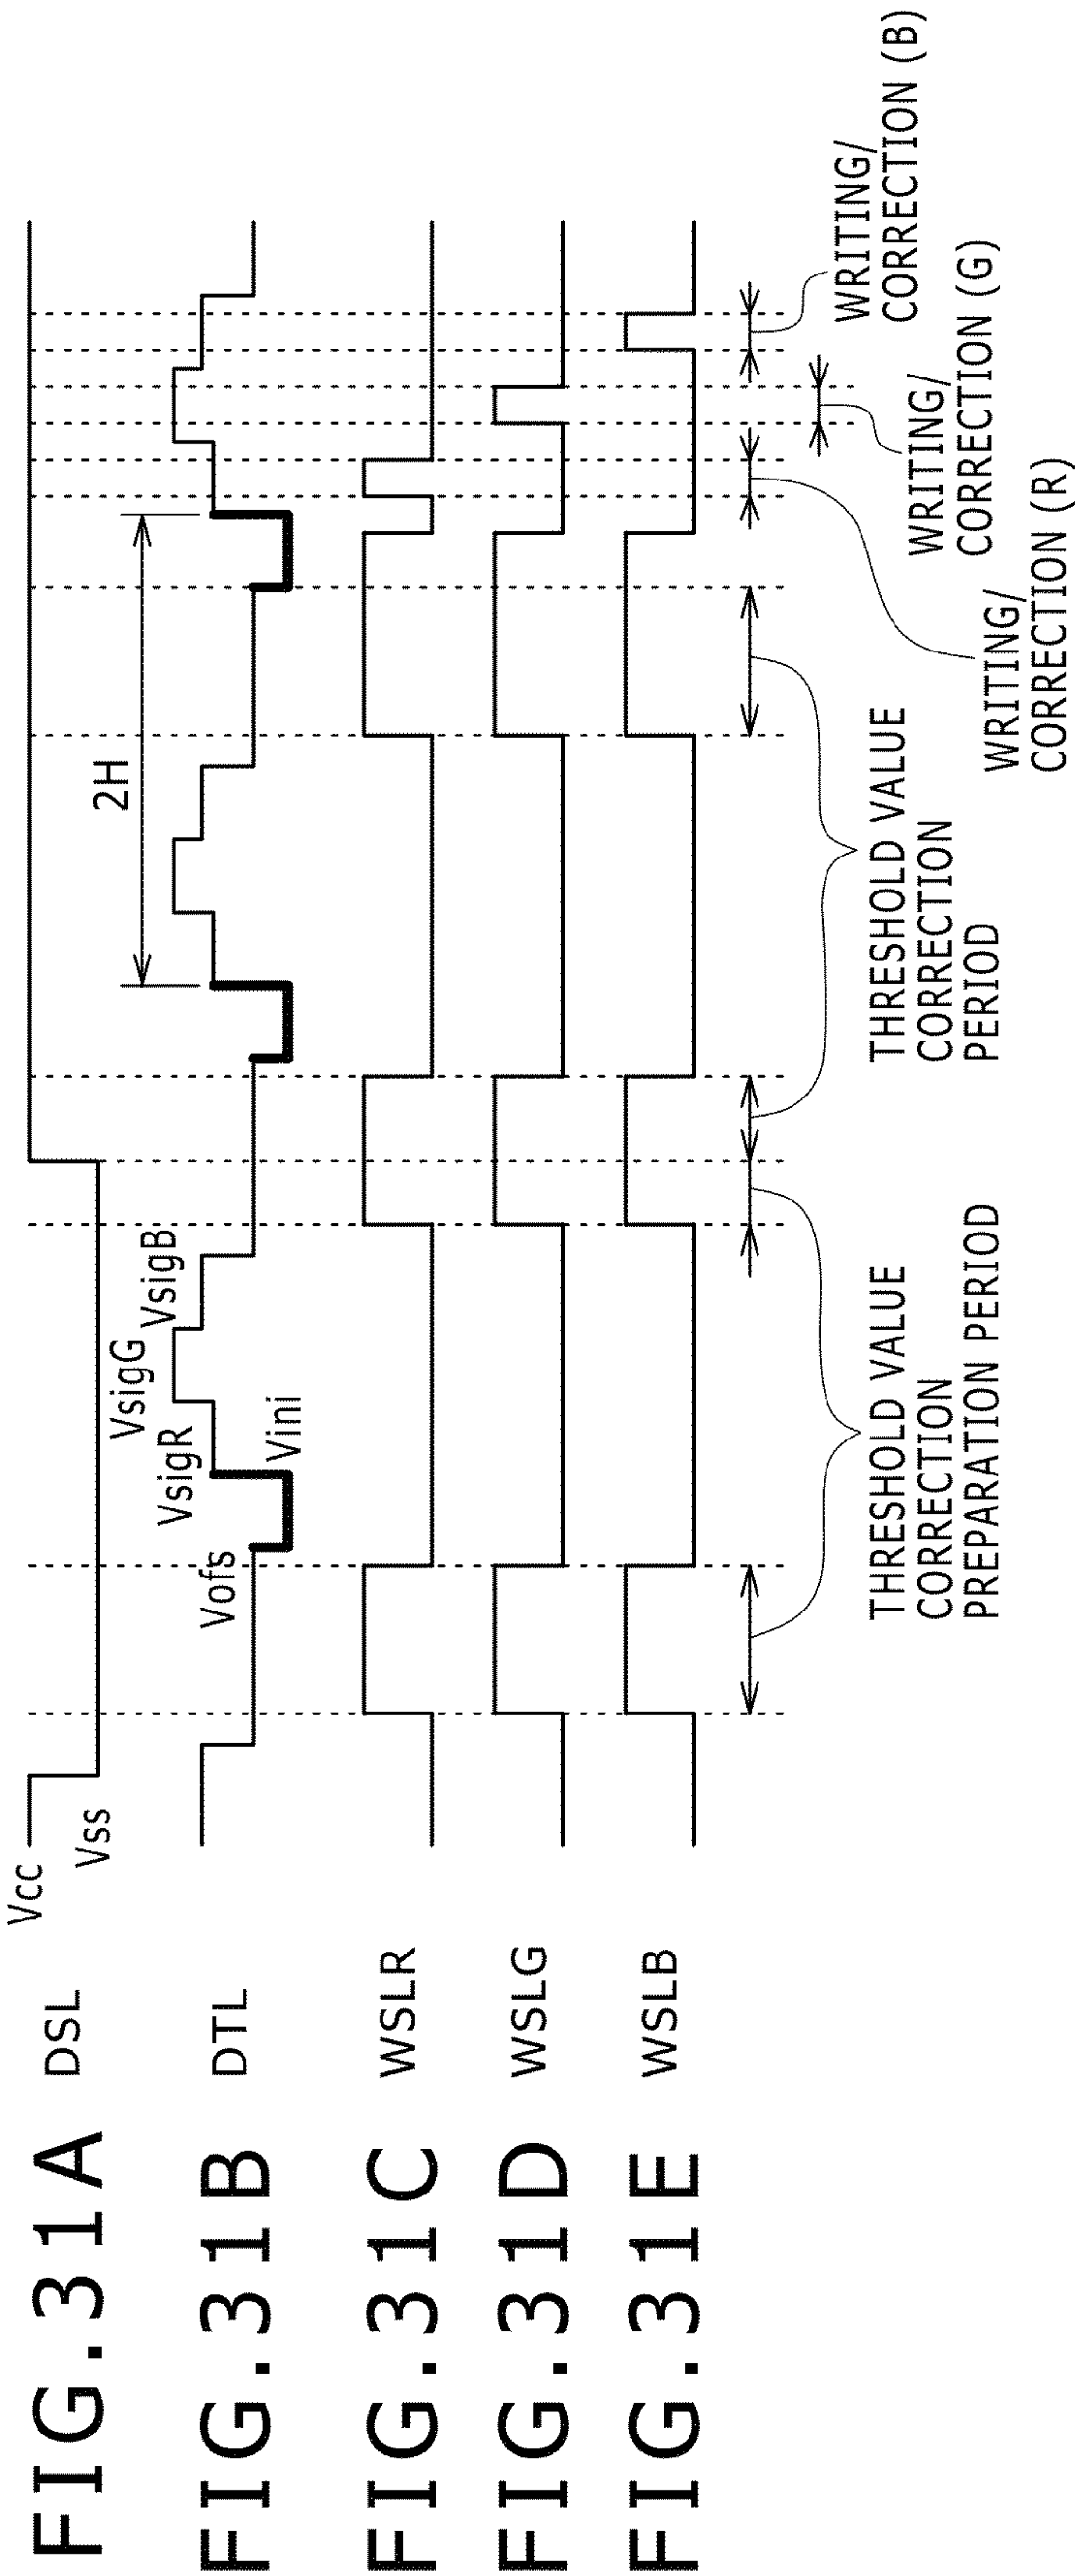 FIG.31A DSL
Vcc
Vss
FIG.31B DTL
Vofs
VsigR
VsigG
VsigB
Vini
2H
FIG.31C WSLR
FIG.31D WSLG
FIG.31E WSLB
THRESHOLD VALUE
CORRECTION
PREPARATION PERIOD
THRESHOLD VALUE
CORRECTION
PERIOD
WRITING/
CORRECTION (R)
WRITING/
CORRECTION (G)
WRITING/
CORRECTION (B)